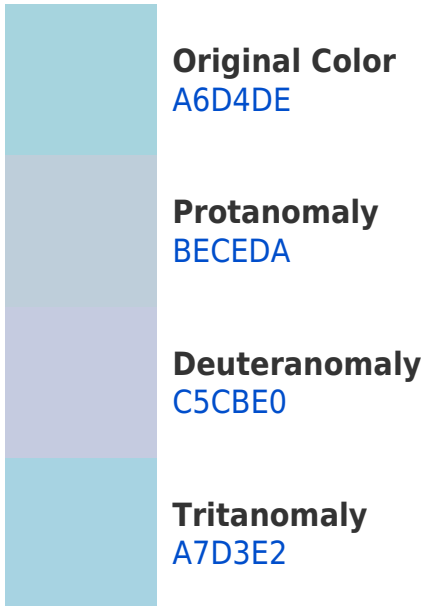 Original Color
A6D4DE
Protanomaly
BECEDA
Deuteranomaly
C5CBE0
Tritanomaly
A7D3E2